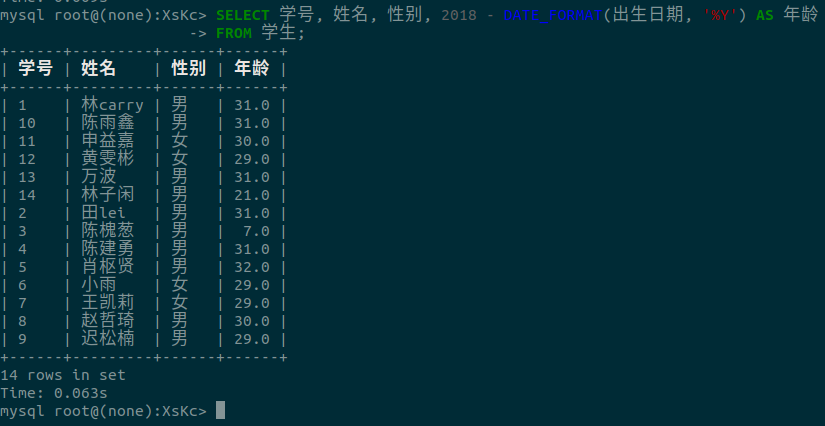 mysql root@(none):XsKc> SELECT 学号, 姓名, 性别, 2018 - DATE_FORMAT(出生日期, '%Y') AS 年龄
-> FROM 学生;
+------+---------+------+------+
| 学号 | 姓名    | 性别 | 年龄 |
+------+---------+------+------+
| 1    | 林carry | 男   | 31.0 |
| 10   | 陈雨鑫  | 男   | 31.0 |
| 11   | 申益嘉  | 女   | 30.0 |
| 12   | 黄雯彬  | 女   | 29.0 |
| 13   | 万波    | 男   | 31.0 |
| 14   | 林子闲  | 男   | 21.0 |
| 2    | 田lei   | 男   | 31.0 |
| 3    | 陈槐葱  | 男   |  7.0 |
| 4    | 陈建勇  | 男   | 31.0 |
| 5    | 肖枢贤  | 男   | 32.0 |
| 6    | 小雨    | 女   | 29.0 |
| 7    | 王凯莉  | 女   | 29.0 |
| 8    | 赵哲琦  | 男   | 30.0 |
| 9    | 迟松楠  | 男   | 29.0 |
+------+---------+------+------+
14 rows in set
Time: 0.063s
mysql root@(none):XsKc>